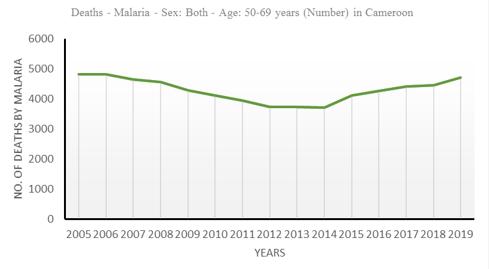 Deaths - Malaria - Sex: Both - Age: 50-69 years (Number) in Cameroon
6000
5000
4000
3000
2000
1000
0
NO. OF DEATHS BY MALARIA
2005 2006 2007 2008 2009 2010 2011 2012 2013 2014 2015 2016 2017 2018 2019
YEARS